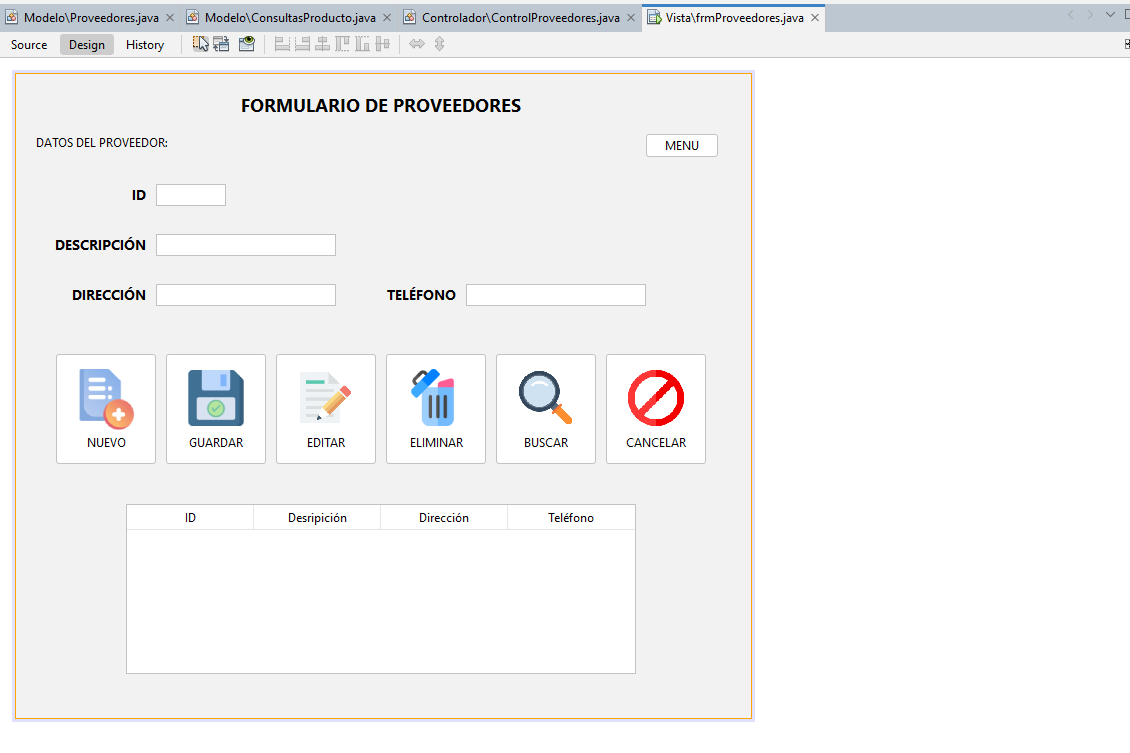 Modelo\Proveedores.java Modelo\ConsultasProducto.java Controlador\ControlProveedores.java Vista\frmProveedores.java
Source Design History
FORMULARIO DE PROVEEDORES
DATOS DEL PROVEEDOR:
MENU
ID
DESCRIPCIÓN
DIRECCIÓN TELÉFONO
NUEVO GUARDAR EDITAR ELIMINAR BUSCAR CANCELAR
ID Desripición Dirección Teléfono